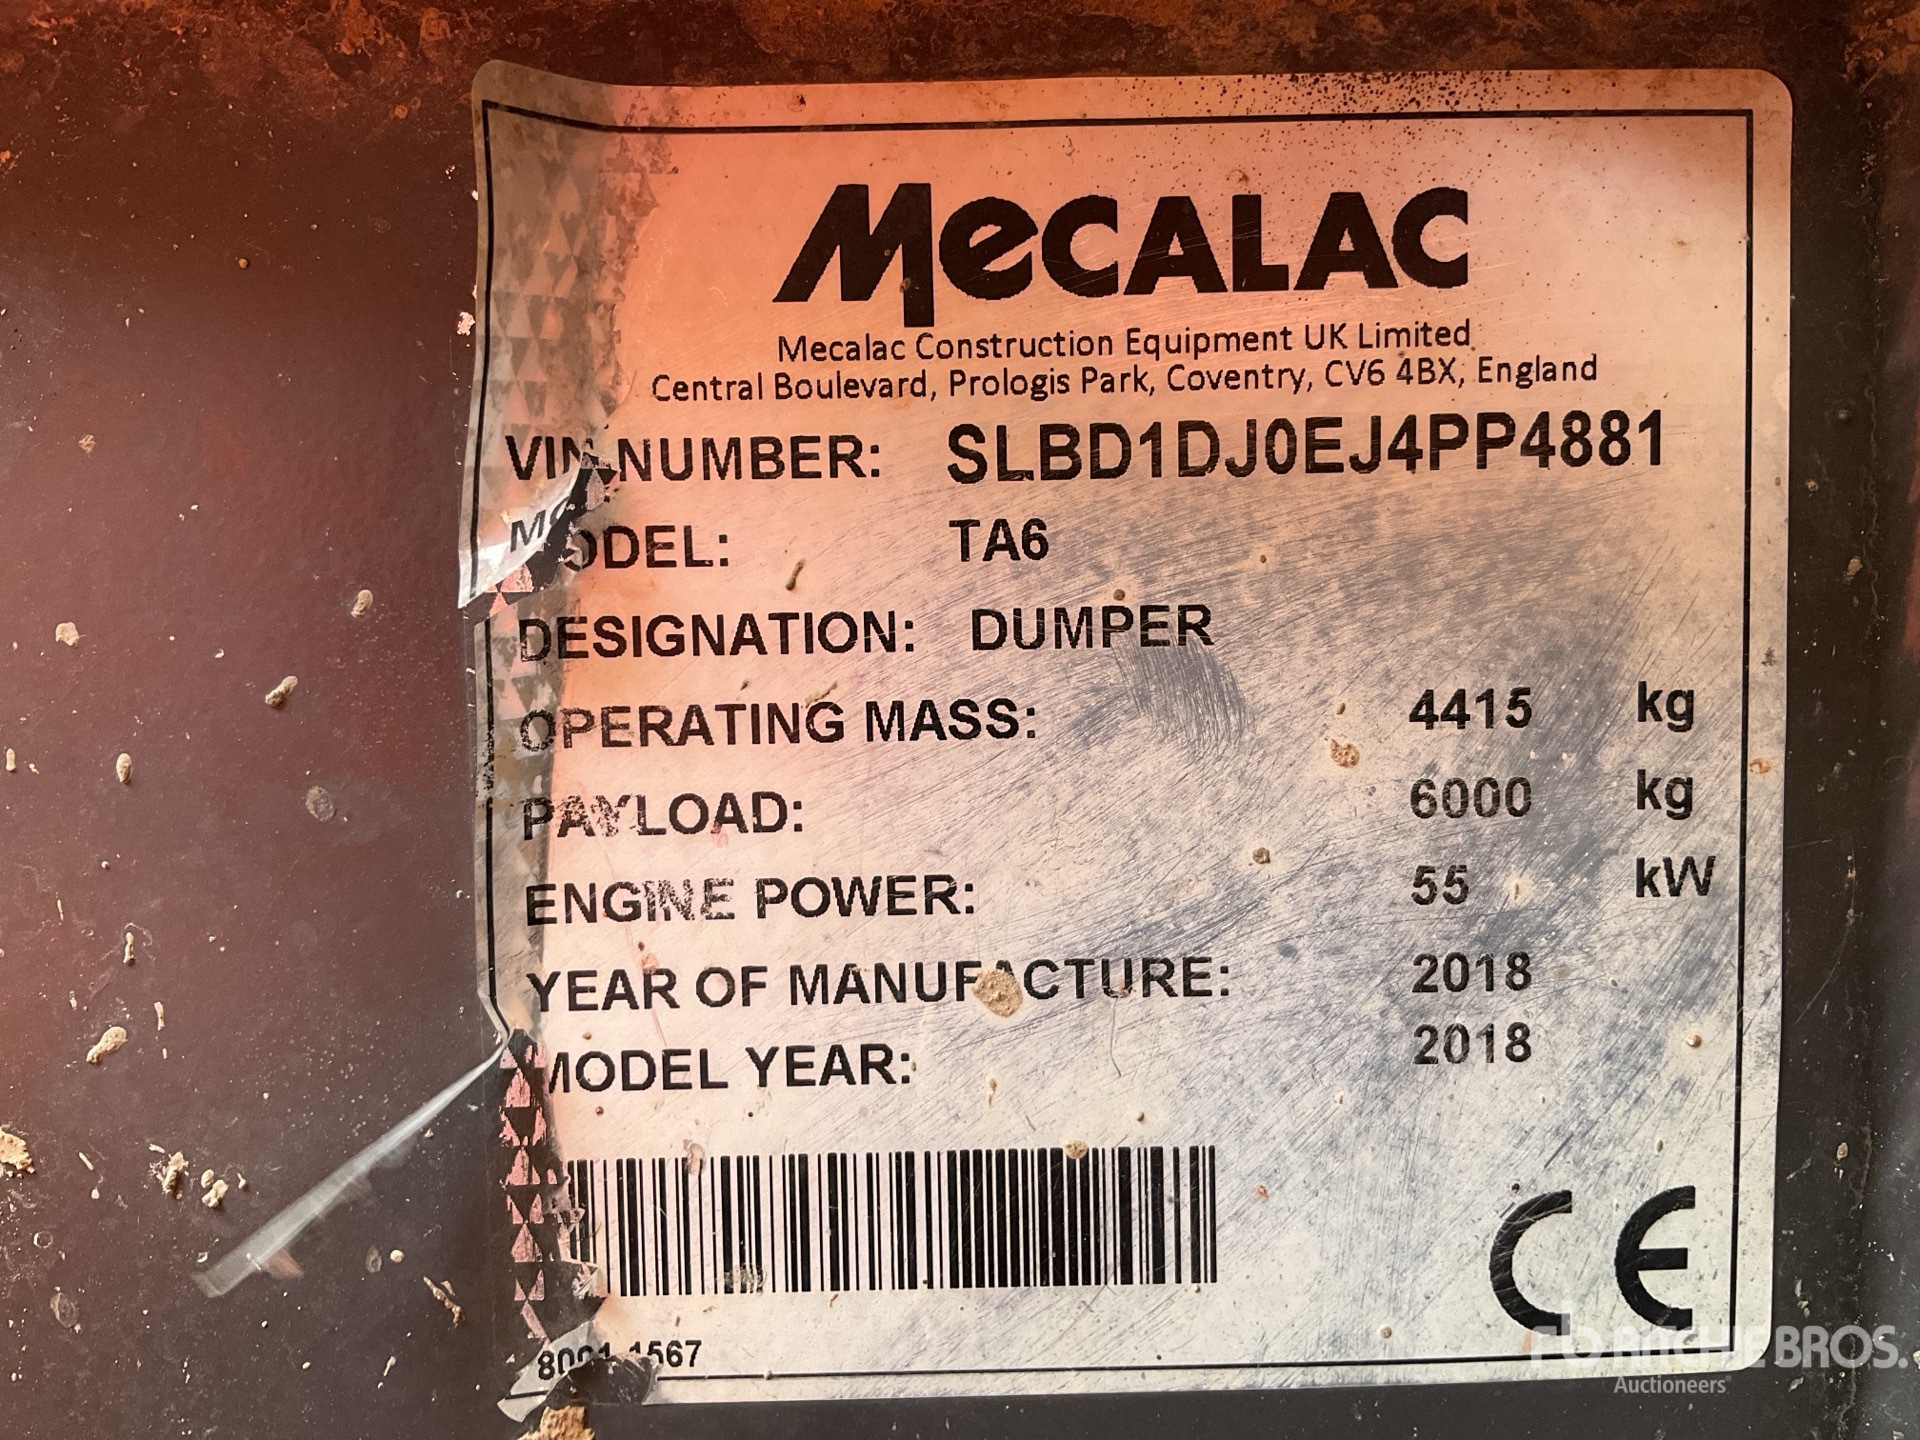 MECALAC
Mecalac Construction Equipment UK Limited
Central Boulevard, Prologis Park, Coventry, CV6 4BX, England
VIN NUMBER: SLBD1DJ0EJ4PP4881
MODEL: TA6
DESIGNATION: DUMPER
OPERATING MASS: 4415 kg
PAYLOAD: 6000 kg
ENGINE POWER: 55 kW
YEAR OF MANUFACTURE: 2018
MODEL YEAR: 2018
CE
RITCHIE BROS.
Auctioneers